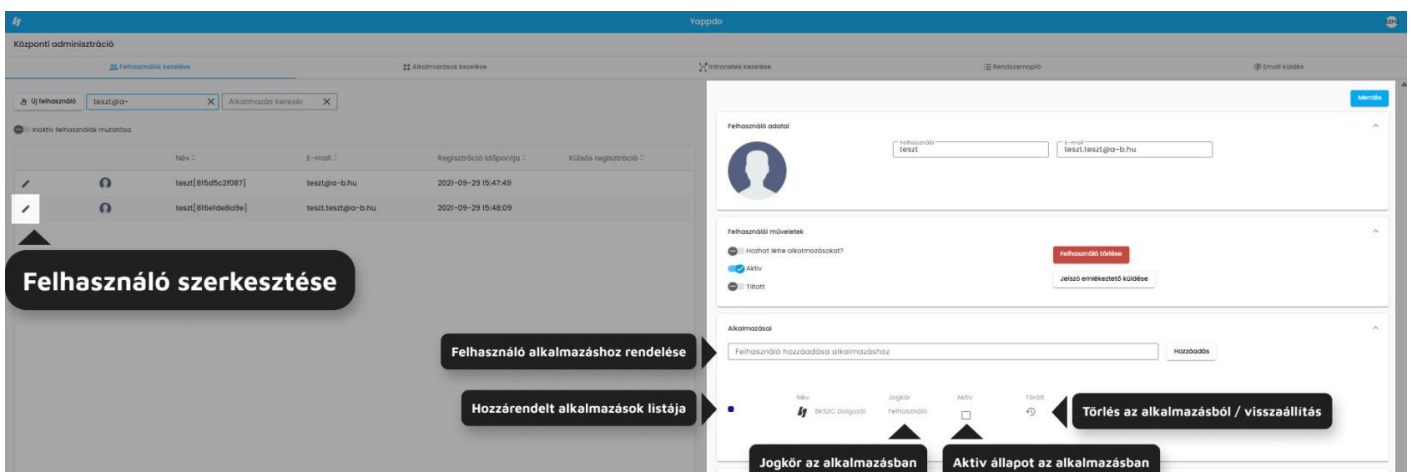 Yappdo
SZFÜ
Központi adminisztráció
Felhasználók kezelése
Alkalmazások kezelése
Intranetek kezelése
Rendszernapló
Email küldés
Új felhasználó
teszt@a-
Alkalmazás keresés
Inaktív felhasználók mutatása
Név E-mail Regisztráció időpontja Külsős regisztráció
teszt[815d5c2f087] teszt@a-b.hu 2021-09-29 15:47:49
teszt[816e1de8a9e] teszt.teszt@a-b.hu 2021-09-29 15:48:09
Felhasználó szerkesztése
Mentés
Felhasználó adatai
Felhasználó
teszt
E-mail
teszt.teszt@a-b.hu
Felhasználói műveletek
Hozhat létre alkalmazásokat?
Aktív
Tiltott
Felhasználó törlése
Jelszó emlékeztető küldése
Alkalmazásai
Felhasználó alkalmazáshoz rendelése
Felhasználó hozzáadása alkalmazáshoz
Hozzáadás
Hozzárendelt alkalmazások listája
Név Jogkör Aktív Törölt
BKSZC Dolgozói Felhasználó
Törlés az alkalmazásból / visszaállítás
Jogkör az alkalmazásban
Aktív állapot az alkalmazásban